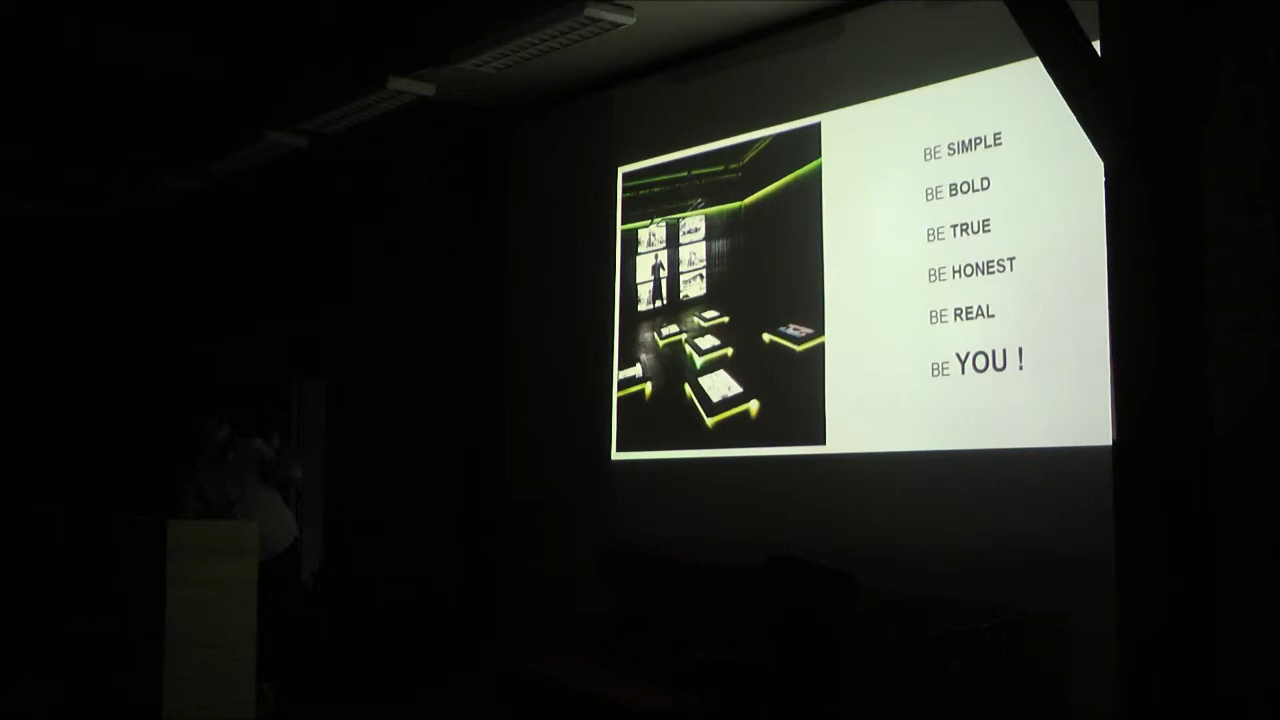 BE SIMPLE
BE BOLD
BE TRUE
BE HONEST
BE REAL
BE YOU !